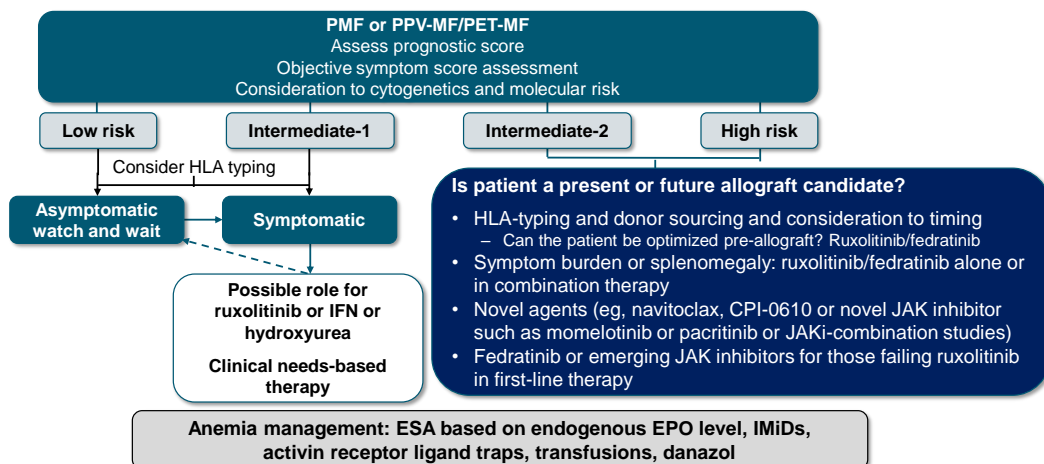 PMF or PPV-MF/PET-MF
Assess prognostic score
Objective symptom score assessment
Consideration to cytogenetics and molecular risk
Low risk
Intermediate-1
Intermediate-2
High risk
Consider HLA typing
Asymptomatic
watch and wait
Symptomatic
Possible role for
ruxolitinib or IFN or
hydroxyurea
Clinical needs-based
therapy
Is patient a present or future allograft candidate?
• HLA-typing and donor sourcing and consideration to timing
– Can the patient be optimized pre-allograft? Ruxolitinib/fedratinib
• Symptom burden or splenomegaly: ruxolitinib/fedratinib alone or
in combination therapy
• Novel agents (eg, navitoclax, CPI-0610 or novel JAK inhibitor
such as momelotinib or pacritinib or JAKi-combination studies)
• Fedratinib or emerging JAK inhibitors for those failing ruxolitinib
in first-line therapy
Anemia management: ESA based on endogenous EPO level, IMiDs,
activin receptor ligand traps, transfusions, danazol